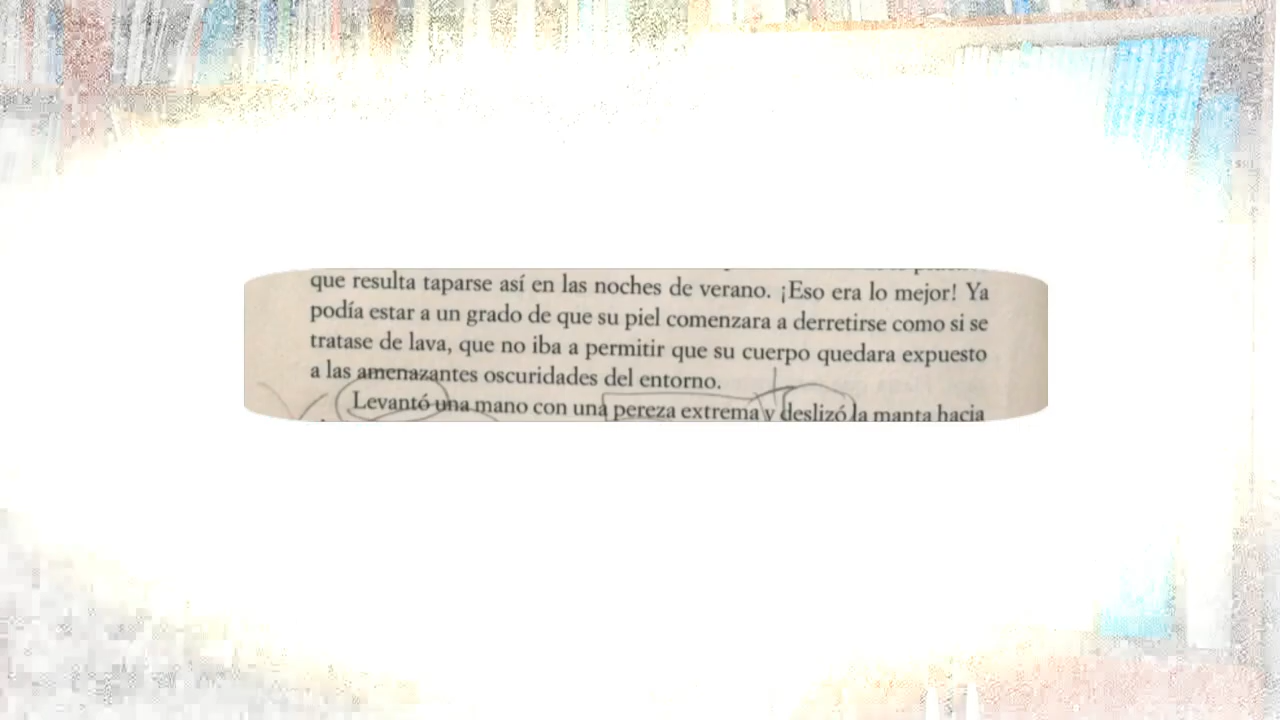 que resulta taparse así en las noches de verano. ¡Eso era lo mejor! Ya
podía estar a un grado de que su piel comenzara a derretirse como si se
tratase de lava, que no iba a permitir que su cuerpo quedara expuesto
a las amenazantes oscuridades del entorno.
Levantó una mano con una pereza extrema y deslizó la manta hacia